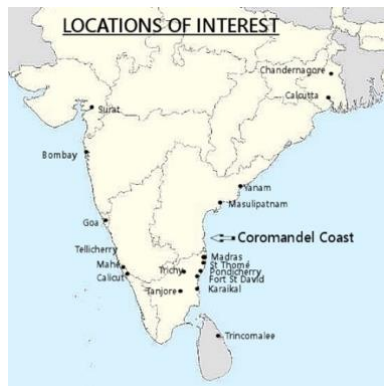 LOCATIONS OF INTEREST
Chandernagore
Calcutta
Surat
Bombay
Yanam
Masulipatnam
Goa
Coromandel Coast
Tellicherry
Madras
St Thomé
Mahé
Trichy
Pondicherry
Calicut
Fort St David
Tanjore
Karaikal
Trincomalee